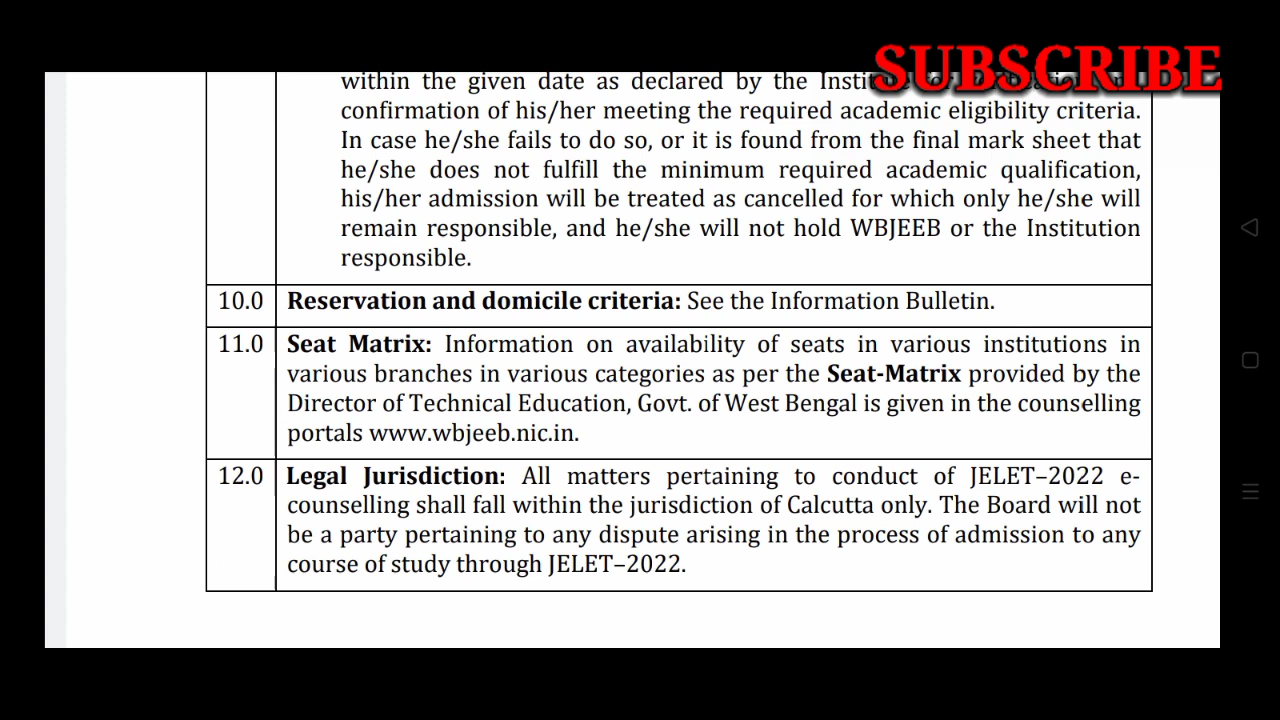 SUBSCRIBE
within the given date as declared by the
confirmation of his/her meeting the required academic eligibility criteria.
In case he/she fails to do so, or it is found from the final mark sheet that
he/she does not fulfill the minimum required academic qualification,
his/her admission will be treated as cancelled for which only he/she will
remain responsible, and he/she will not hold WBJEEB or the Institution
responsible.
10.0 Reservation and domicile criteria: See the Information Bulletin.
11.0 Seat Matrix: Information on availability of seats in various institutions in
various branches in various categories as per the Seat-Matrix provided by the
Director of Technical Education, Govt. of West Bengal is given in the counselling
portals www.wbjeeb.nic.in.
12.0 Legal Jurisdiction: All matters pertaining to conduct of JELET–2022 e-
counselling shall fall within the jurisdiction of Calcutta only. The Board will not
be a party pertaining to any dispute arising in the process of admission to any
course of study through JELET–2022.